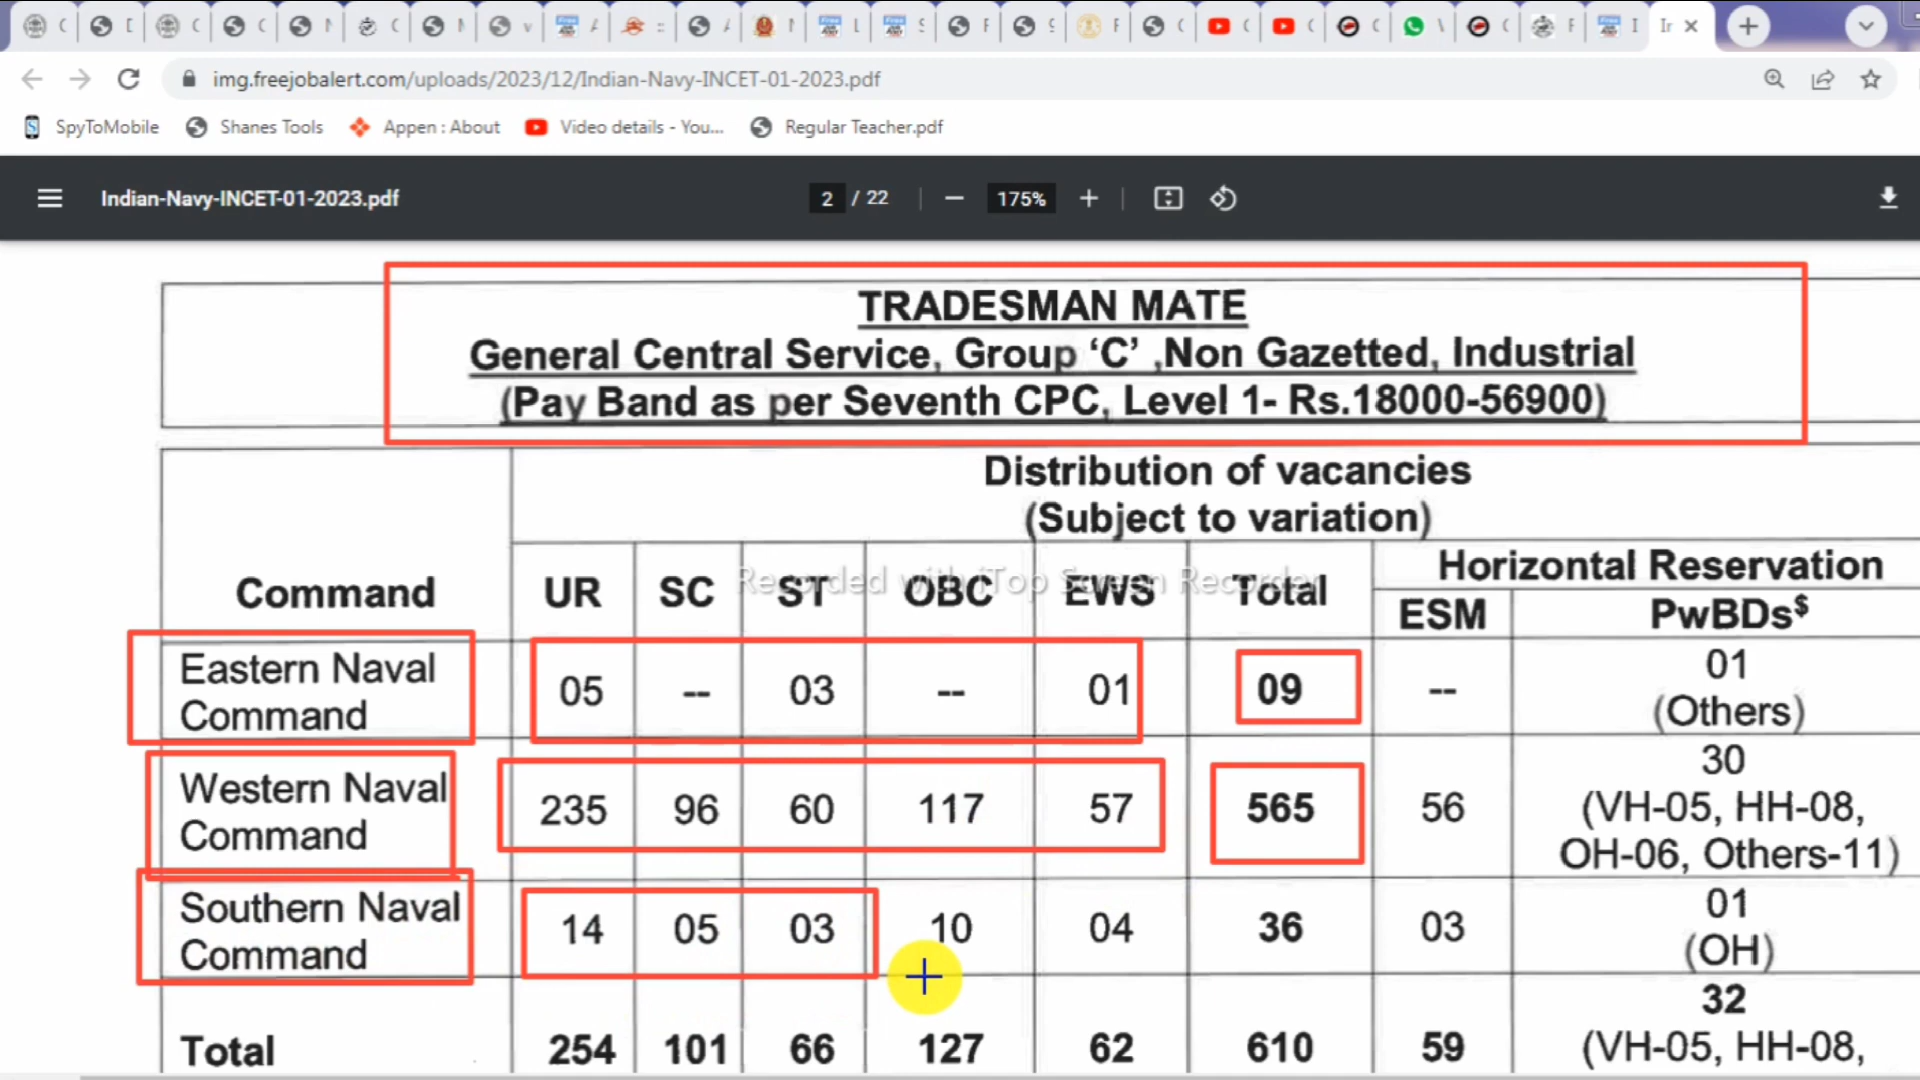 img.freejobalert.com/uploads/2023/12/Indian-Navy-INCET-01-2023.pdf
SpyToMobile Shanes Tools Appen : About Video details - You... Regular Teacher.pdf
Indian-Navy-INCET-01-2023.pdf 2 / 22 175%
TRADESMAN MATE
General Central Service, Group ‘C’ ,Non Gazetted, Industrial
(Pay Band as per Seventh CPC, Level 1- Rs.18000-56900)
Distribution of vacancies
(Subject to variation)
Horizontal Reservation
Command UR SC ST OBC EWS Total
ESM PwBDs$
Recorded with iTop Screen Recorder
Eastern Naval Command 05 -- 03 -- 01 09 -- 01 (Others)
Western Naval Command 235 96 60 117 57 565 56 30 (VH-05, HH-08, OH-06, Others-11)
Southern Naval Command 14 05 03 10 04 36 03 01 (OH)
Total 254 101 66 127 62 610 59 32 (VH-05, HH-08,